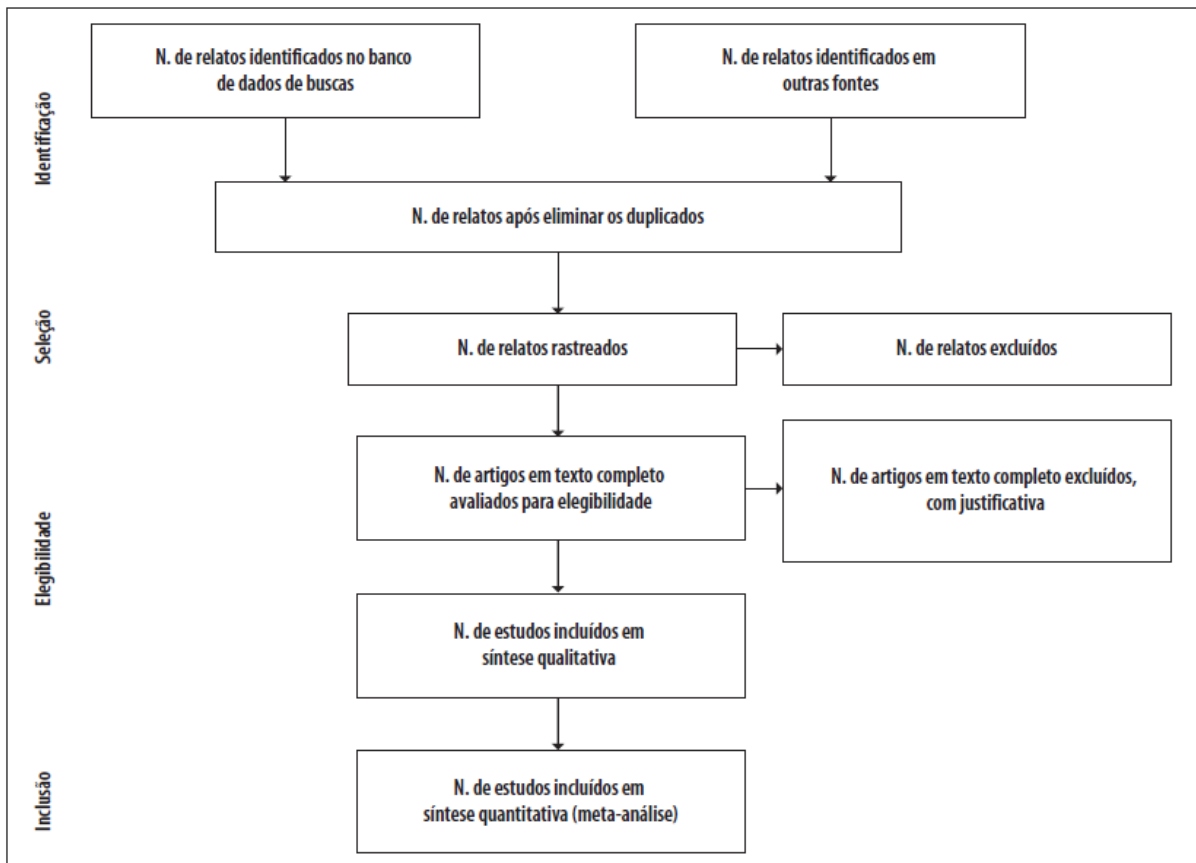 Identificação
N. de relatos identificados no banco
de dados de buscas
N. de relatos identificados em
outras fontes
N. de relatos após eliminar os duplicados
Seleção
N. de relatos rastreados
N. de relatos excluídos
Elegibilidade
N. de artigos em texto completo
avaliados para elegibilidade
N. de artigos em texto completo excluídos,
com justificativa
N. de estudos incluídos em
síntese qualitativa
Inclusão
N. de estudos incluídos em
síntese quantitativa (meta-análise)